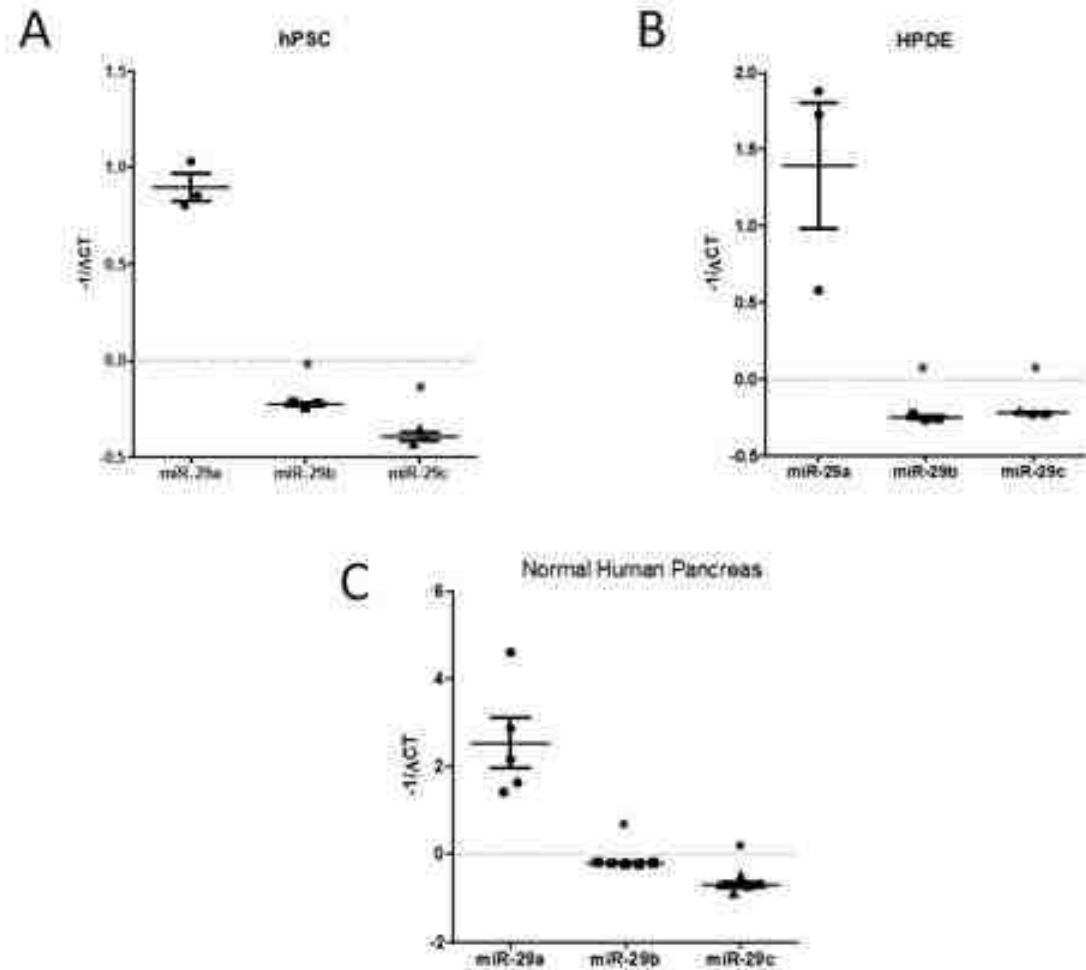 A
hPSC
1.5
1.0
0.5
0.0
-0.5
-1/ΔCT
miR-29a
miR-29b
miR-29c
B
HPDE
2.0
1.5
1.0
0.5
0.0
-0.5
-1/ΔCT
miR-29a
miR-29b
miR-29c
C
Normal Human Pancreas
6
4
2
0
-2
-1/ΔCT
miR-29a
miR-29b
miR-29c